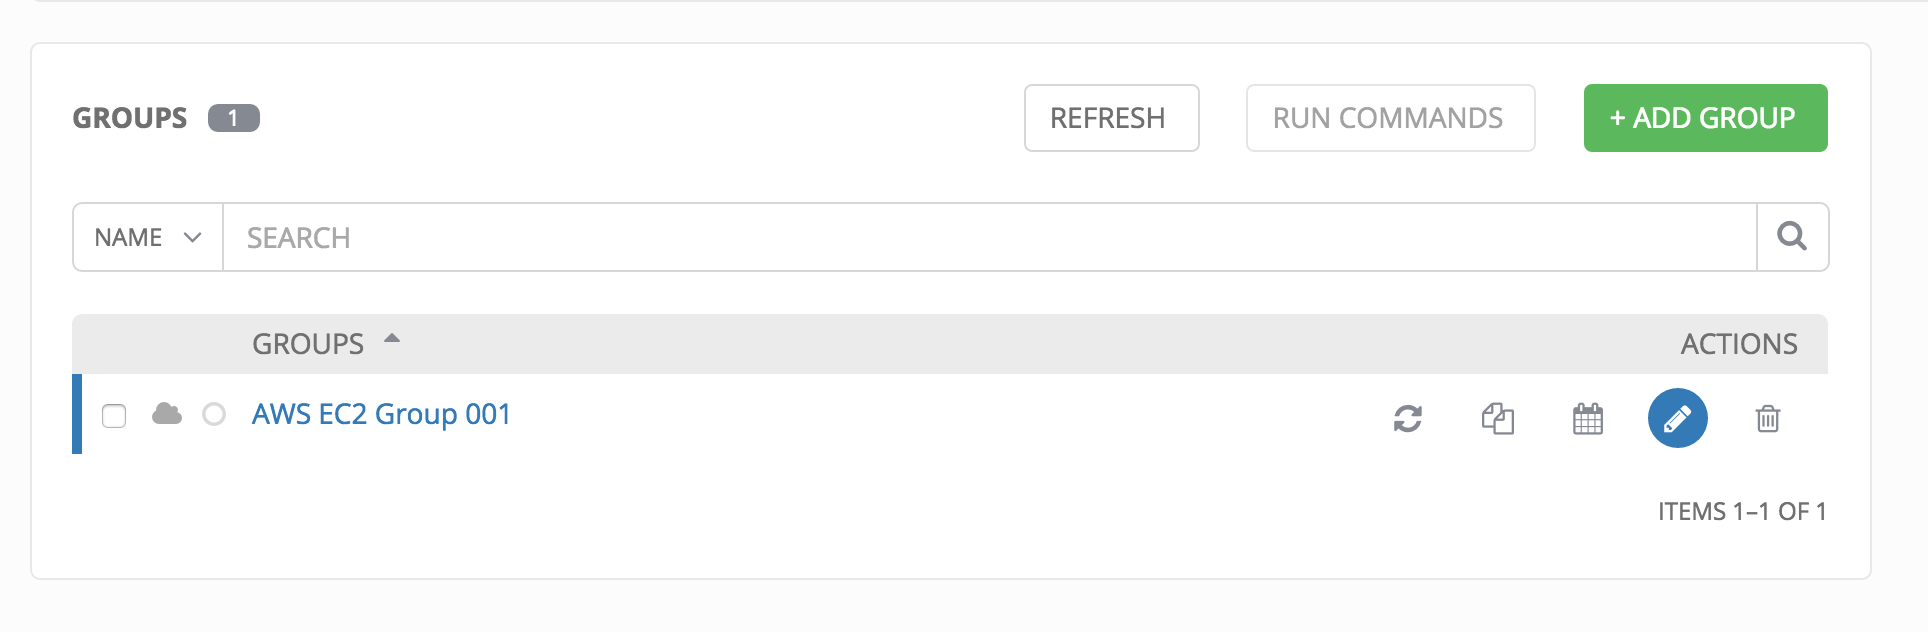 GROUPS 1 REFRESH RUN COMMANDS + ADD GROUP
NAME SEARCH
GROUPS ACTIONS
AWS EC2 Group 001
ITEMS 1–1 OF 1